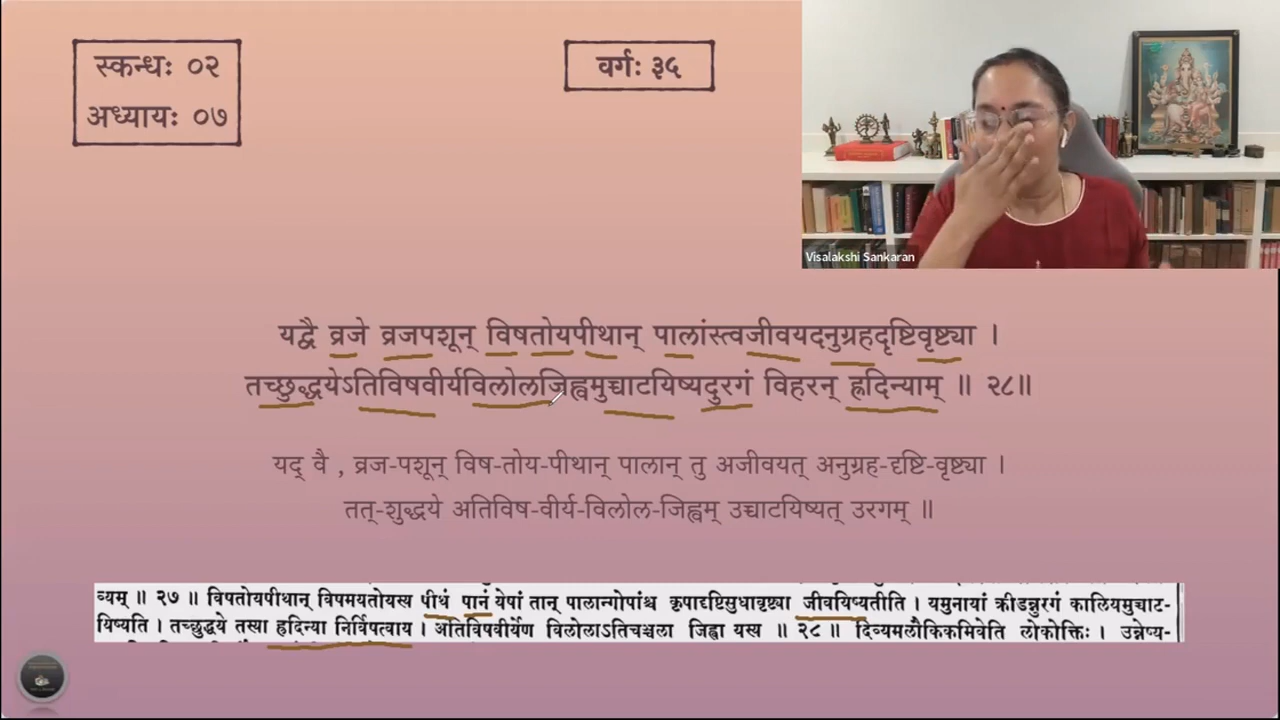 स्कन्धः ०२
अध्यायः ०७
वर्गः ३५
Visalakshi Sankaran
यद्वै व्रजे व्रजपशून् विषतोयपीथान् पालांस्त्वजीवयदनुग्रहदृष्टिवृष्ट्या ।
तच्छुद्धयेऽतिविषवीर्यविलोलजिह्वमुच्चाटयिष्यदुरगं विहरन् ह्रदिन्याम् ॥ २८॥
यद् वै , व्रज-पशून् विष-तोय-पीथान् पालान् तु अजीवयत् अनुग्रह-दृष्टि-वृष्ट्या ।
तत्-शुद्धये अतिविष-वीर्य-विलोल-जिह्वम् उच्चाटयिष्यत् उरगम् ॥
व्यम् ॥ २७ ॥ विषतोयपीथान् विषमयतोयस्य पीथं पानं येषां तान् पालान्गोपांश्च कृपादृष्टिसुधावृष्ट्या जीवयिष्यतीति । यमुनायां क्रीडन्नुरगं कालियमुच्चाट-
यिष्यति । तच्छुद्धये तस्या ह्रदिन्या निर्विषत्वाय । अतिविषवीर्येण विलोलाऽतिचञ्चला जिह्वा यस्य ॥ २८ ॥ दिव्यमलौकिकमिवेति लोकोक्तिः । उन्नेष्य-